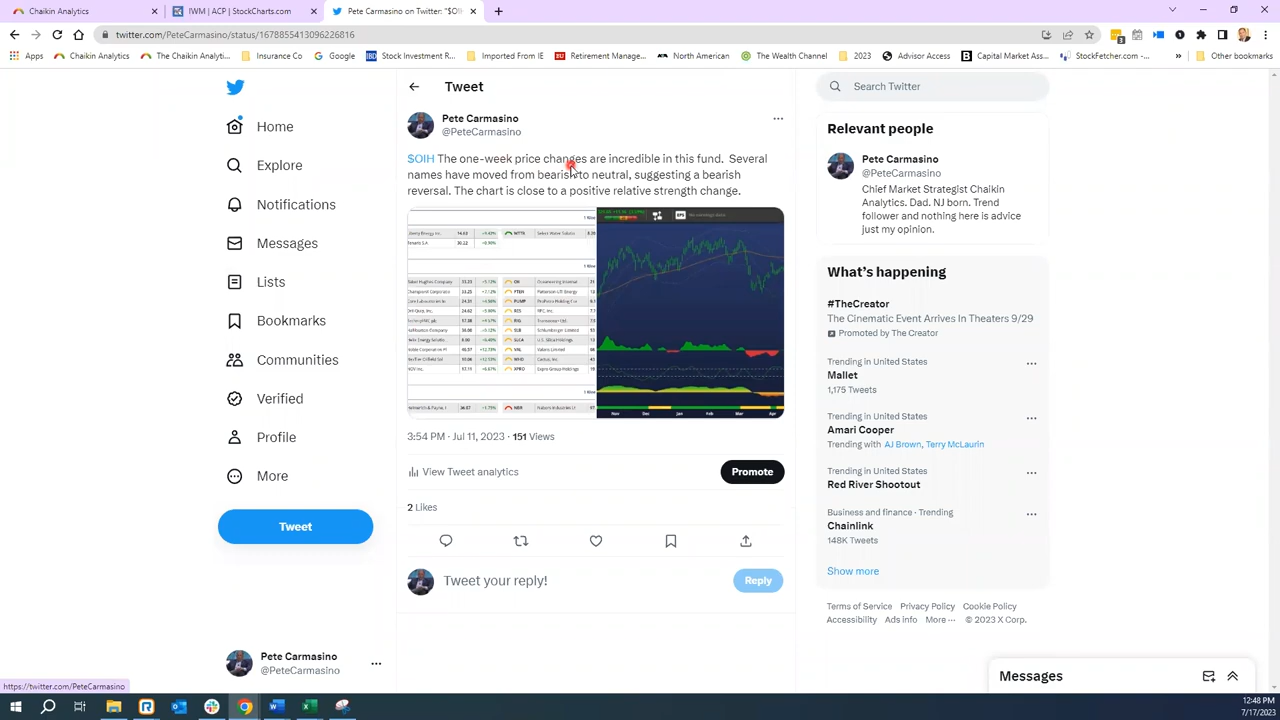 Chaikin Analytics
IWM | ACP | StockCharts.com
Pete Carmasino on Twitter: "$OI
twitter.com/PeteCarmasino/status/1678855413096226816
Apps
Chaikin Analytics
The Chaikin Analyti...
Insurance Co
Google
IBD Stock Investment R...
Imported From IE
BU Retirement Manage...
North American
The Wealth Channel
2023
Advisor Access
B Capital Market Ass...
StockFetcher.com -...
»
Other bookmarks
Home
Explore
Notifications
Messages
Lists
Bookmarks
Communities
Verified
Profile
More
Tweet
Pete Carmasino
@PeteCarmasino
https://twitter.com/PeteCarmasino
Tweet
Pete Carmasino
@PeteCarmasino
$OIH The one-week price changes are incredible in this fund. Several
names have moved from bearish to neutral, suggesting a bearish
reversal. The chart is close to a positive relative strength change.
Nov Dec Jan Feb Mar Apr
3:54 PM · Jul 11, 2023 · 151 Views
View Tweet analytics
Promote
2 Likes
Tweet your reply!
Reply
Search Twitter
Relevant people
Pete Carmasino
@PeteCarmasino
Chief Market Strategist Chaikin
Analytics. Dad. NJ born. Trend
follower and nothing here is advice
just my opinion.
What's happening
#TheCreator
The Cinematic Event Arrives In Theaters 9/29
Promoted by The Creator
Trending in United States
Mallet
1,175 Tweets
Trending in United States
Amari Cooper
Trending with AJ Brown, Terry McLaurin
Trending in United States
Red River Shootout
Business and finance · Trending
Chainlink
148K Tweets
Show more
Terms of Service Privacy Policy Cookie Policy
Accessibility Ads info More ··· © 2023 X Corp.
Messages
12:48 PM
7/17/2023